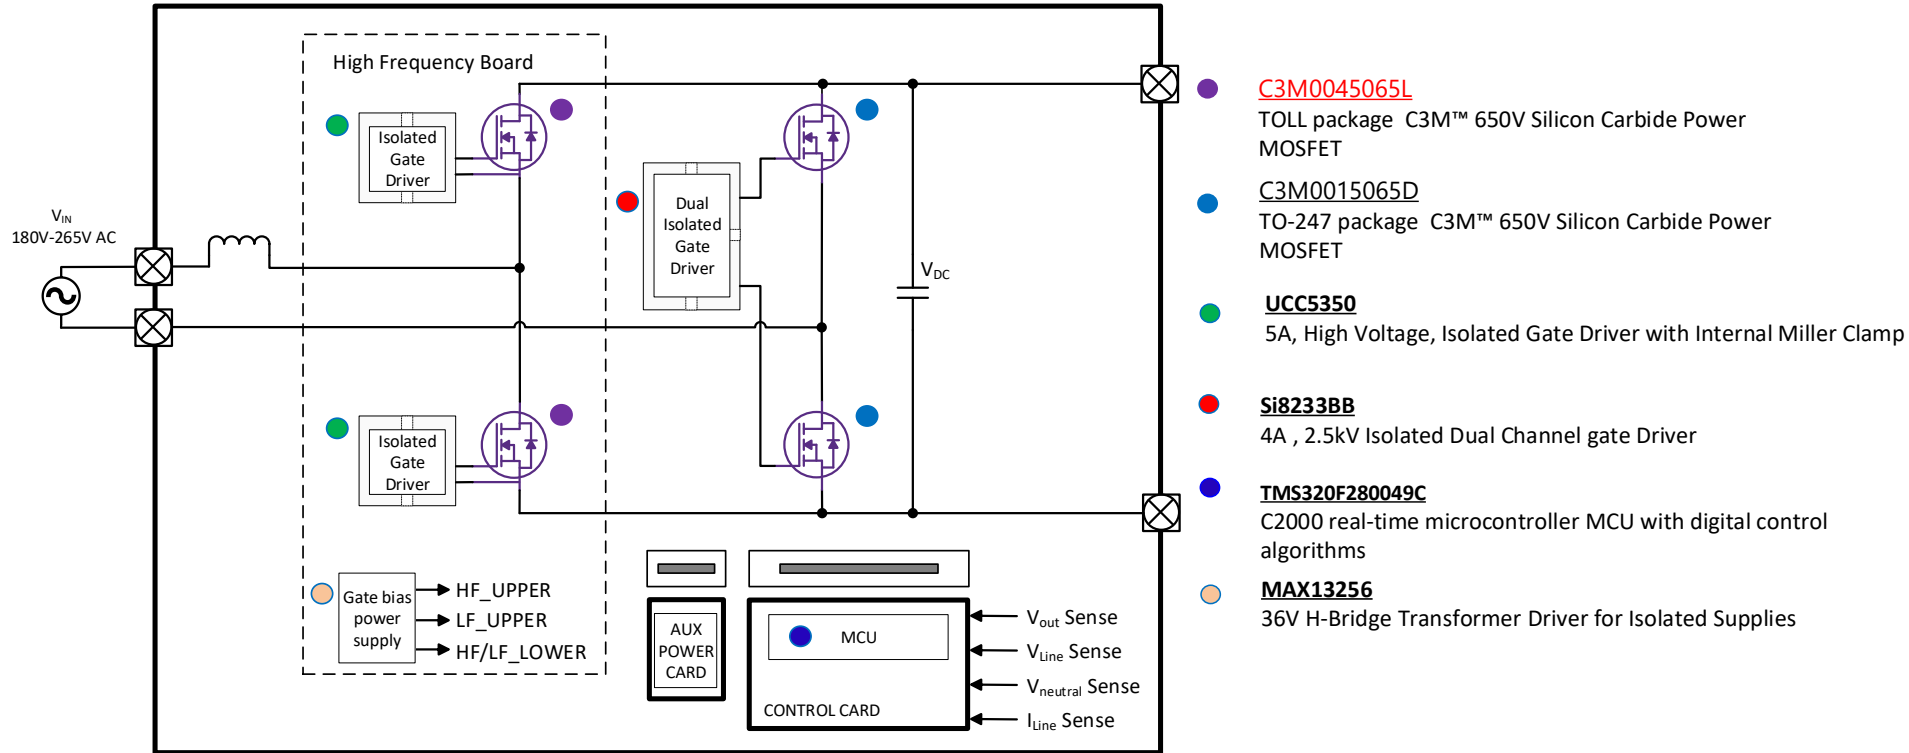 High Frequency Board
Isolated
Gate
Driver
Dual
Isolated
Gate
Driver
V_IN
180V-265V AC
V_DC
Isolated
Gate
Driver
Gate bias
power
supply
HF_UPPER
LF_UPPER
HF/LF_LOWER
AUX
POWER
CARD
MCU
CONTROL CARD
V_out Sense
V_Line Sense
V_neutral Sense
I_Line Sense
C3M0045065L
TOLL package C3M™ 650V Silicon Carbide Power
MOSFET
C3M0015065D
TO-247 package C3M™ 650V Silicon Carbide Power
MOSFET
UCC5350
5A, High Voltage, Isolated Gate Driver with Internal Miller Clamp
Si8233BB
4A , 2.5kV Isolated Dual Channel gate Driver
TMS320F280049C
C2000 real-time microcontroller MCU with digital control
algorithms
MAX13256
36V H-Bridge Transformer Driver for Isolated Supplies